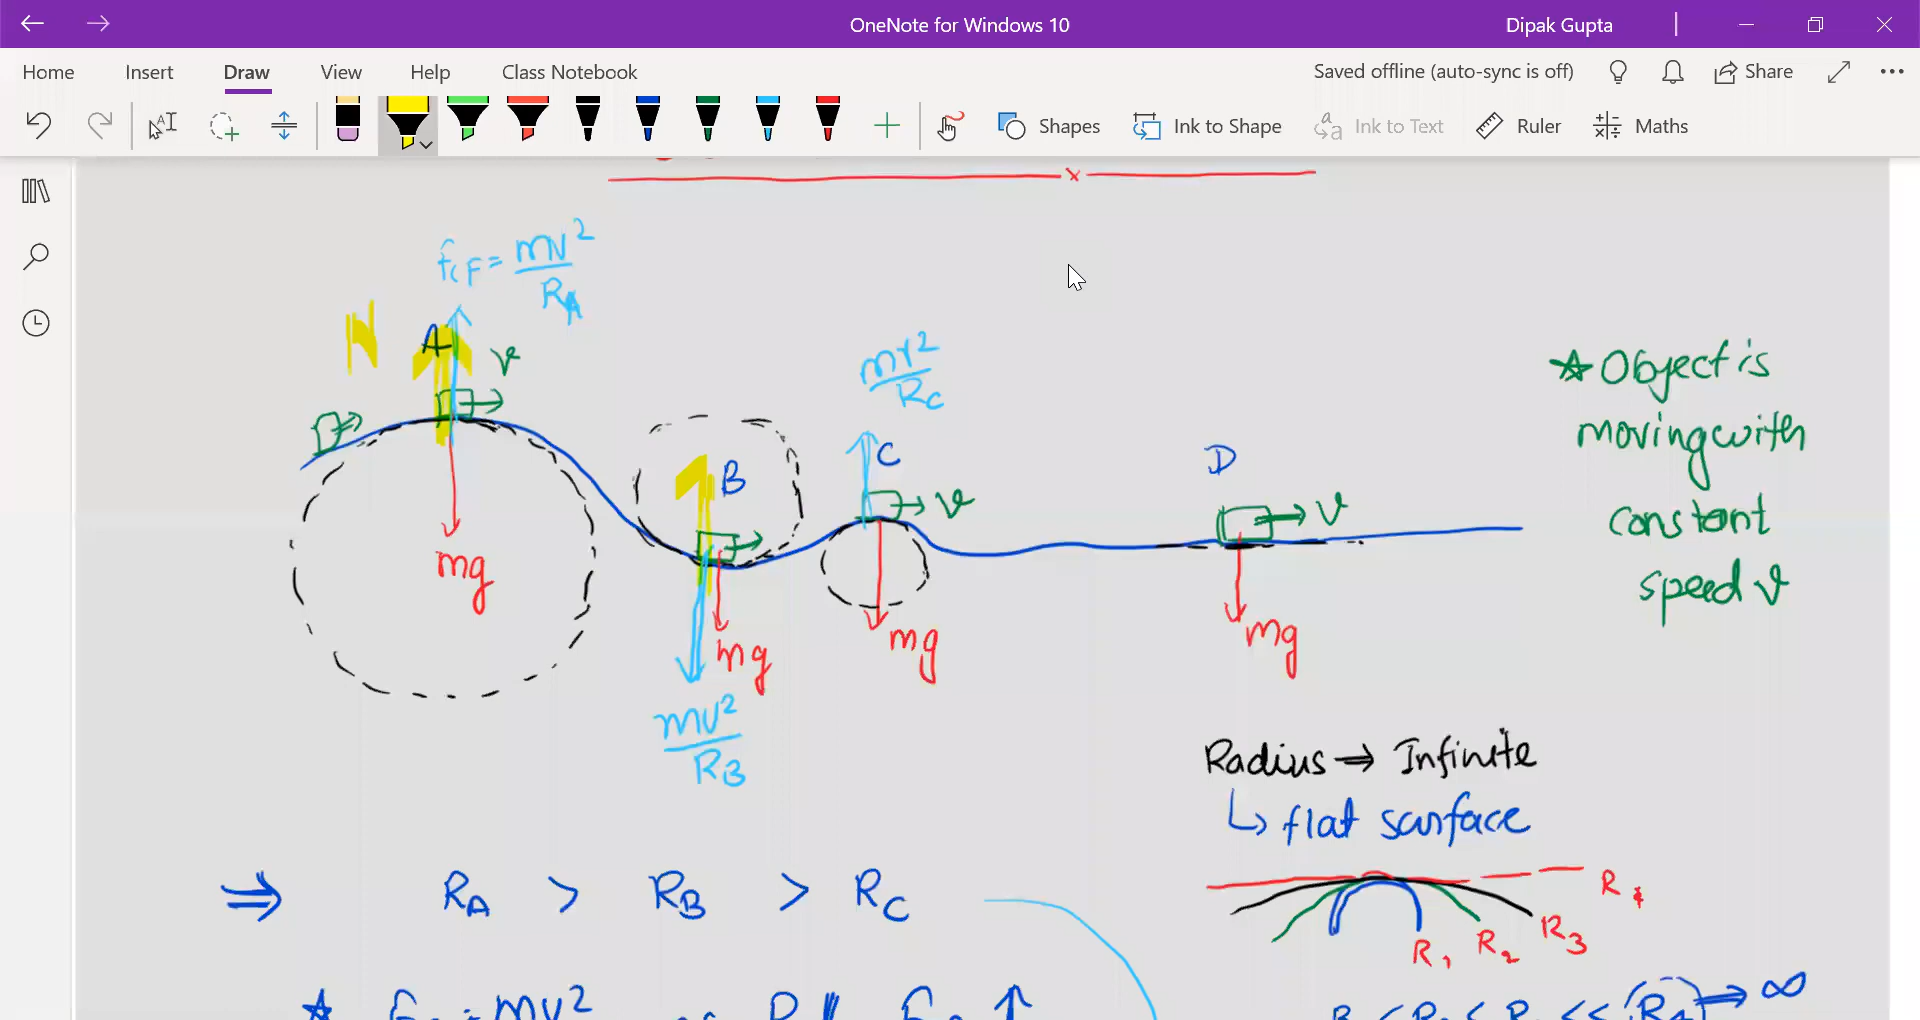 OneNote for Windows 10
Dipak Gupta
Home Insert Draw View Help Class Notebook
Saved offline (auto-sync is off) Share
Shapes Ink to Shape Ink to Text Ruler Maths
x
fCF = mv²/RA
N A v
mv²/RC
B
C v
D v
mg
mg
mg
mg
mv²/RB
☆ Object is
moving with
constant
speed v
Radius → Infinite
↳ flat surface
⇒ RA > RB > RC
R1 R2 R3 R4
→ ∞